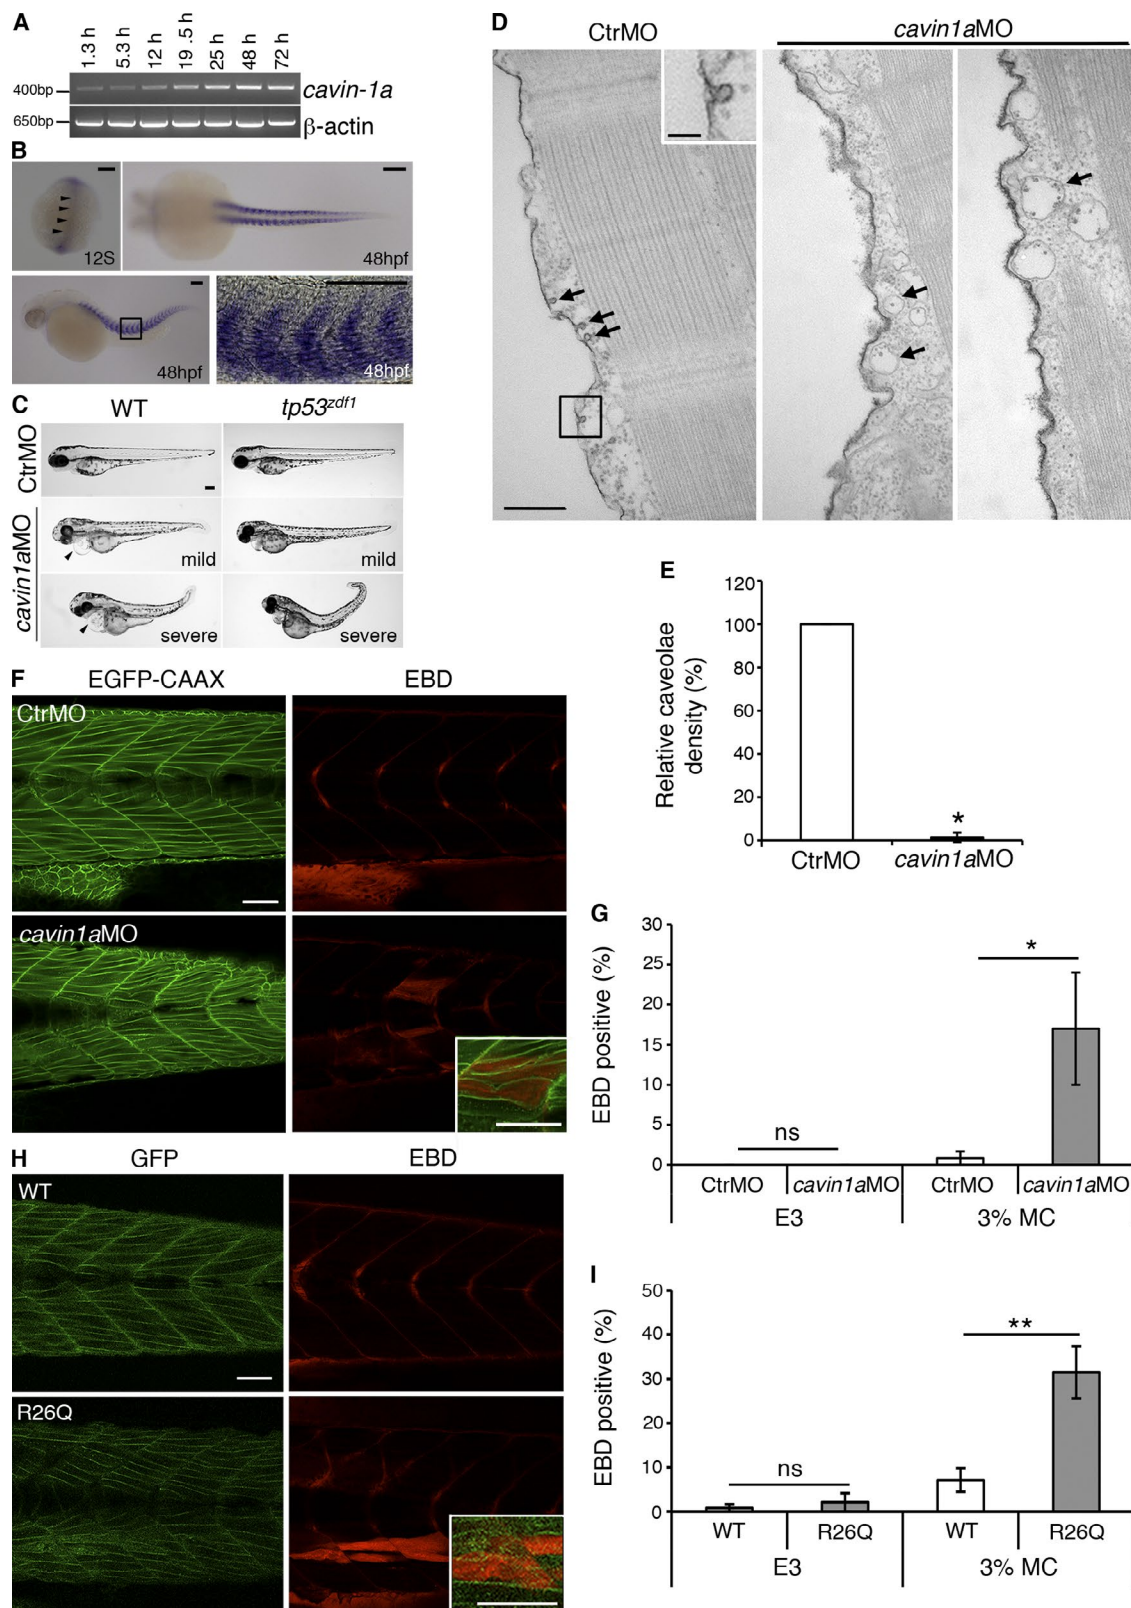 A
1.3 h
5.3 h
12 h
19 .5 h
25 h
48 h
72 h
400bp
cavin-1a
650bp
β-actin
B
12S
48hpf
48hpf
48hpf
C
WT
tp53zdf1
CtrMO
cavin1aMO
mild
mild
severe
severe
D
CtrMO
cavin1aMO
E
Relative caveolae
density (%)
120
100
80
60
40
20
0
*
CtrMO
cavin1aMO
F
EGFP-CAAX
EBD
CtrMO
cavin1aMO
G
EBD positive (%)
30
25
20
15
10
5
0
ns
*
CtrMO
cavin1aMO
CtrMO
cavin1aMO
E3
3% MC
H
GFP
EBD
WT
R26Q
I
EBD positive (%)
50
40
30
20
10
0
ns
**
WT
R26Q
WT
R26Q
E3
3% MC